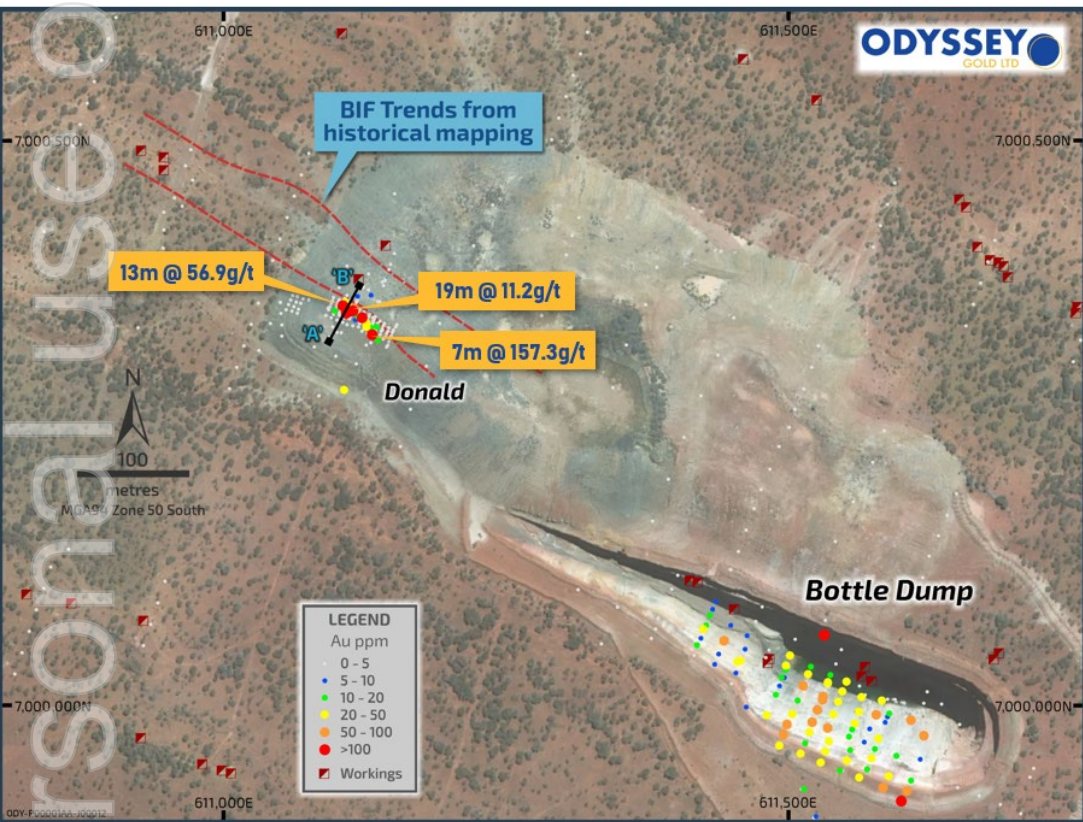 611,000E
611,500E
ODYSSEY
GOLD LTD
BIF Trends from
historical mapping
7,000,500N
7,000,500N
13m @ 56.9g/t
'B'
19m @ 11.2g/t
'A'
7m @ 157.3g/t
Donald
N
100
metres
MGA94 Zone 50 South
rsonal use o
Bottle Dump
LEGEND
Au ppm
0 - 5
5 - 10
10 - 20
20 - 50
50 - 100
>100
Workings
7,000,000N
7,000,000N
611,000E
611,500E